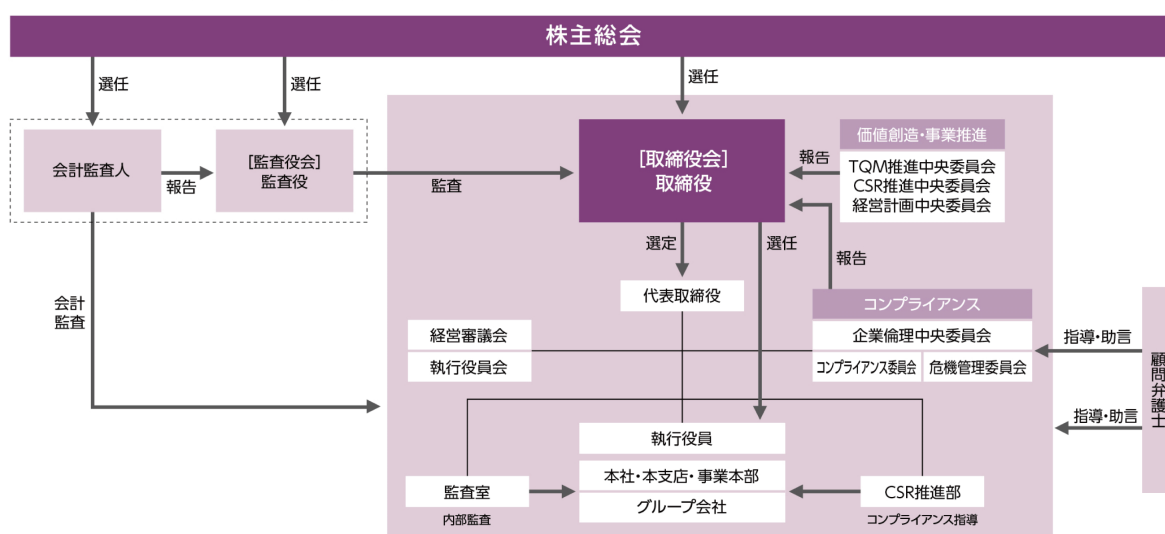 株主総会
選任
選任
選任
会計監査人
報告
[監査役会]
監査役
監査
[取締役会]
取締役
報告
価値創造・事業推進
TQM推進中央委員会
CSR推進中央委員会
経営計画中央委員会
選定
選任
報告
会計
監査
代表取締役
コンプライアンス
経営審議会
執行役員会
企業倫理中央委員会
コンプライアンス委員会
危機管理委員会
指導・助言
指導・助言
顧問弁護士
執行役員
本社・本支店・事業本部
グループ会社
監査室
内部監査
CSR推進部
コンプライアンス指導